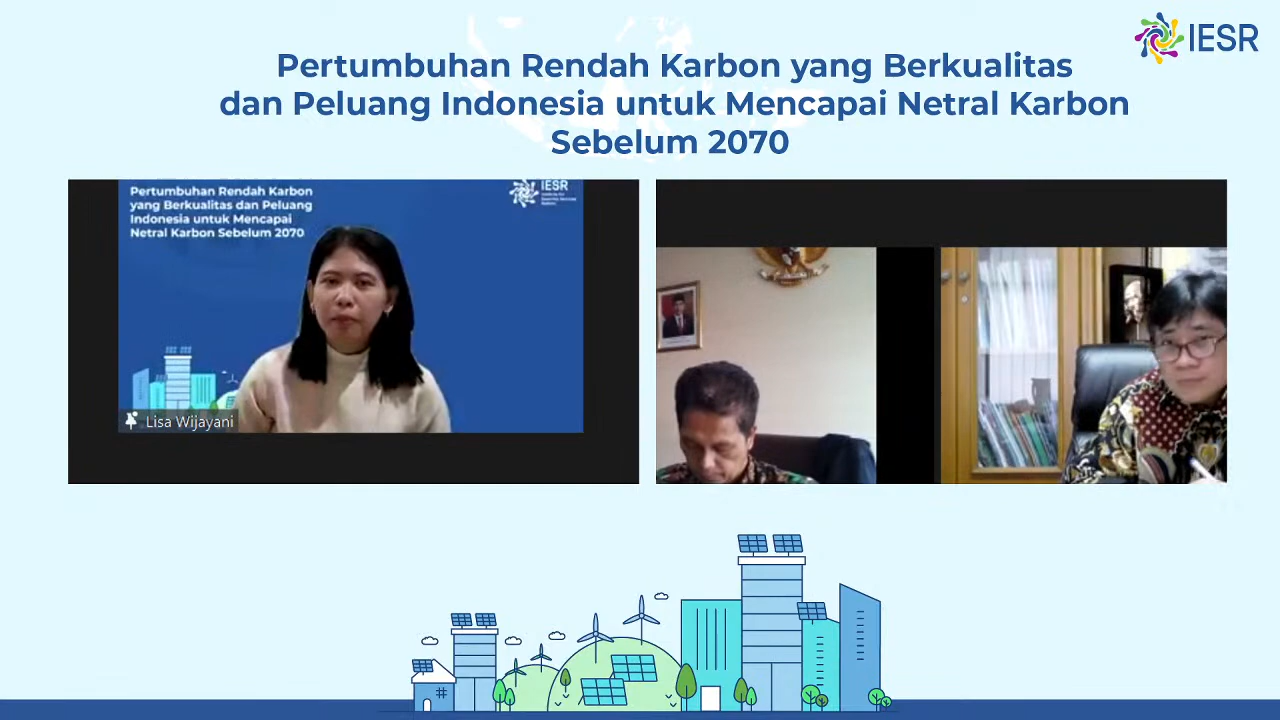 IESR
Pertumbuhan Rendah Karbon yang Berkualitas
dan Peluang Indonesia untuk Mencapai Netral Karbon
Sebelum 2070
Pertumbuhan Rendah Karbon
yang Berkualitas dan Peluang
Indonesia untuk Mencapai
Netral Karbon Sebelum 2070
IESR
Lisa Wijayani